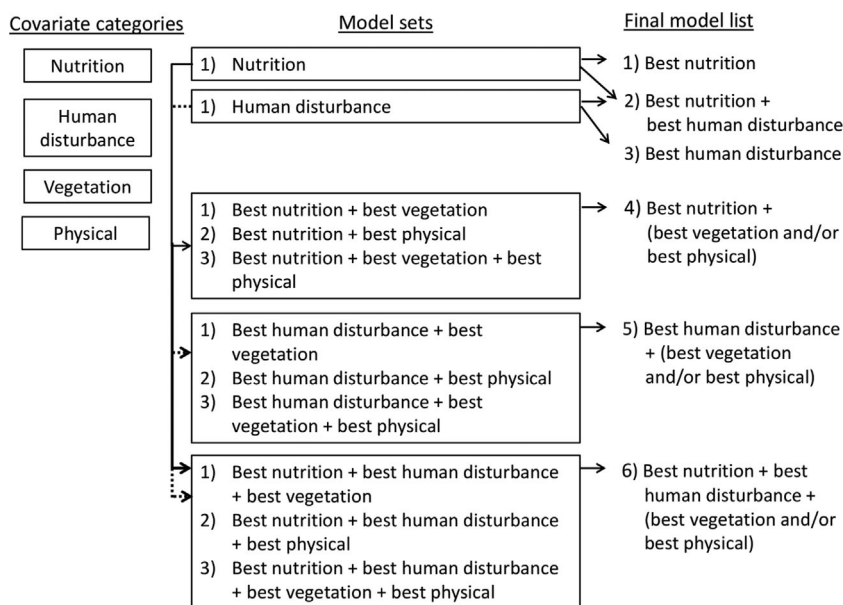 Covariate categories
Nutrition
Human
disturbance
Vegetation
Physical
Model sets
1) Nutrition
1) Human disturbance
1) Best nutrition + best vegetation
2) Best nutrition + best physical
3) Best nutrition + best vegetation + best
physical
1) Best human disturbance + best
vegetation
2) Best human disturbance + best physical
3) Best human disturbance + best
vegetation + best physical
1) Best nutrition + best human disturbance
+ best vegetation
2) Best nutrition + best human disturbance
+ best physical
3) Best nutrition + best human disturbance
+ best vegetation + best physical
Final model list
1) Best nutrition
2) Best nutrition +
best human disturbance
3) Best human disturbance
4) Best nutrition +
(best vegetation and/or
best physical)
5) Best human disturbance
+ (best vegetation
and/or best physical)
6) Best nutrition + best
human disturbance +
(best vegetation and/or
best physical)